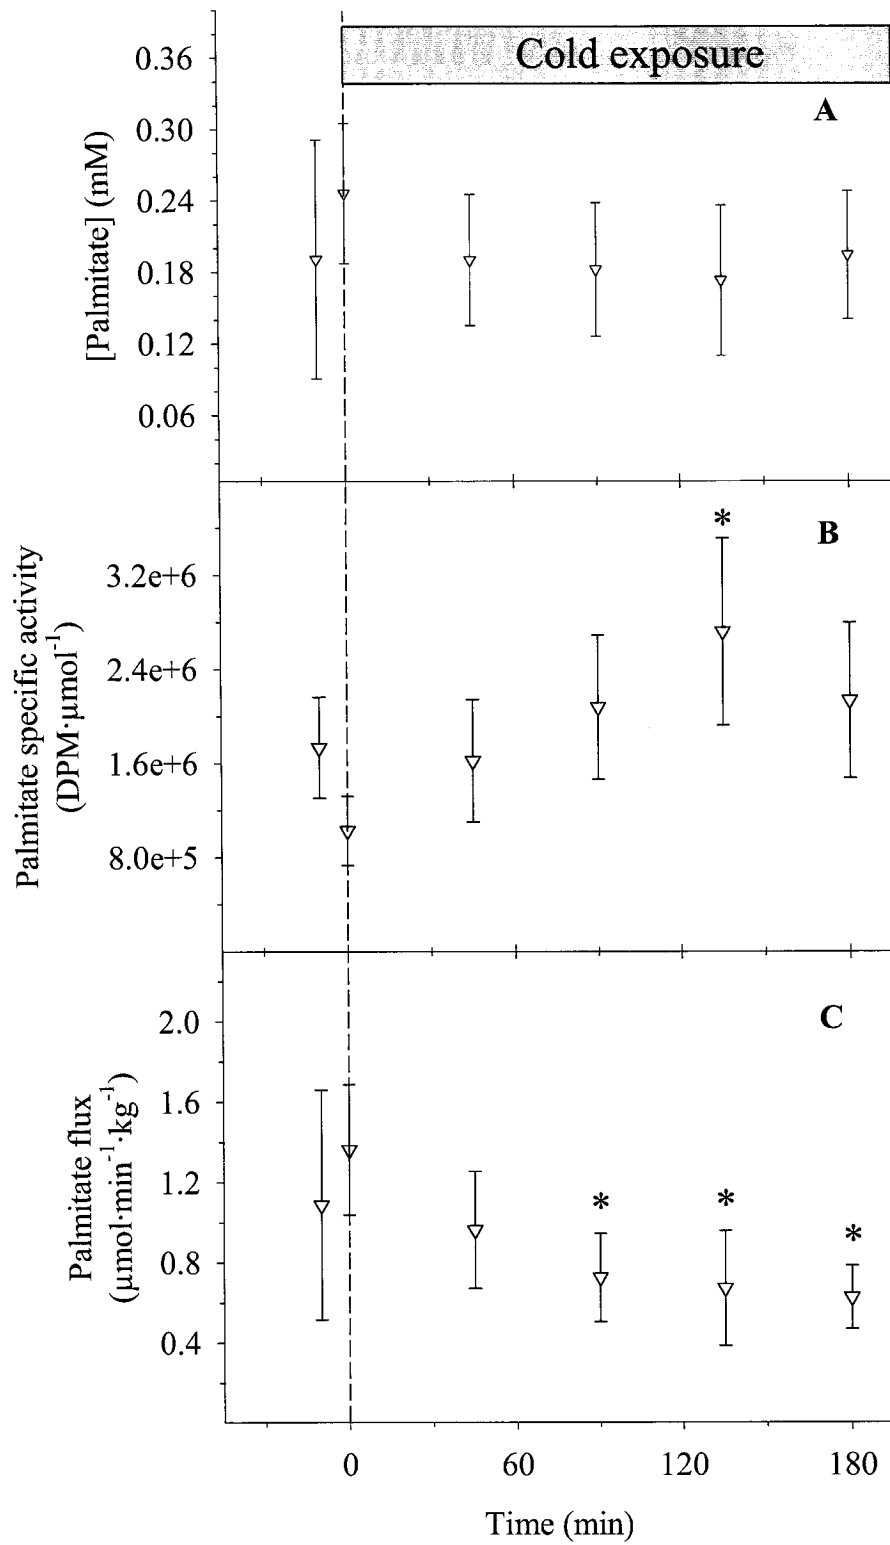 Cold exposure
A
[Palmitate] (mM)
0.36
0.30
0.24
0.18
0.12
0.06
B
*
Palmitate specific activity
(DPM·µmol⁻¹)
3.2e+6
2.4e+6
1.6e+6
8.0e+5
C
Palmitate flux
(µmol·min⁻¹·kg⁻¹)
2.0
1.6
1.2
0.8
0.4
* * *
0 60 120 180
Time (min)